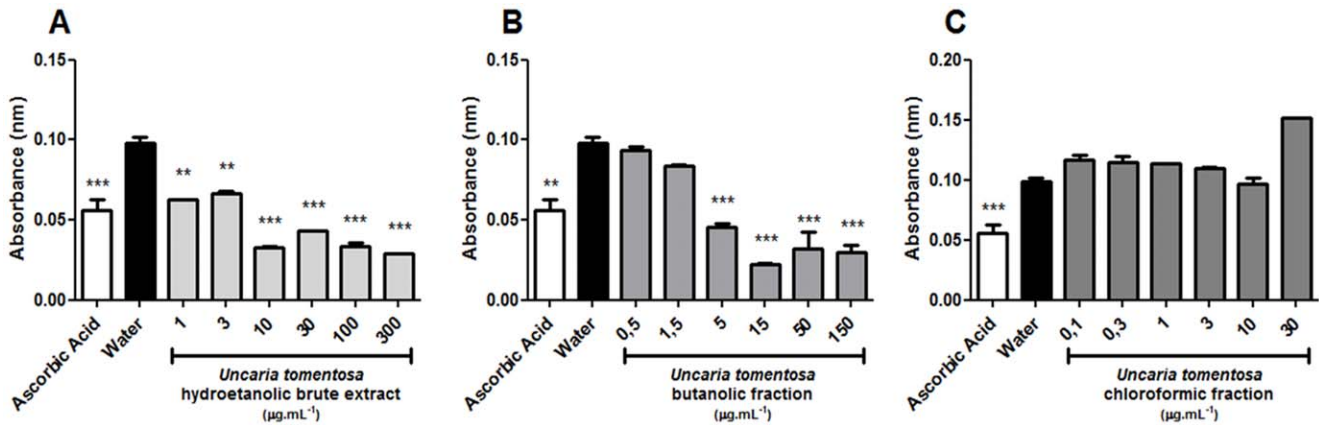 A
Absorbance (nm)
0.15
0.10
0.05
0.00
***
**
**
***
***
***
***
Ascorbic Acid
Water
1
3
10
30
100
300
Uncaria tomentosa
hydroetanolic brute extract
(µg.mL⁻¹)
B
Absorbance (nm)
0.15
0.10
0.05
0.00
**
***
***
***
***
Ascorbic Acid
Water
0,5
1,5
5
15
50
150
Uncaria tomentosa
butanolic fraction
(µg.mL⁻¹)
C
Absorbance (nm)
0.20
0.15
0.10
0.05
0.00
***
Ascorbic Acid
Water
0,1
0,3
1
3
10
30
Uncaria tomentosa
chloroformic fraction
(µg.mL⁻¹)